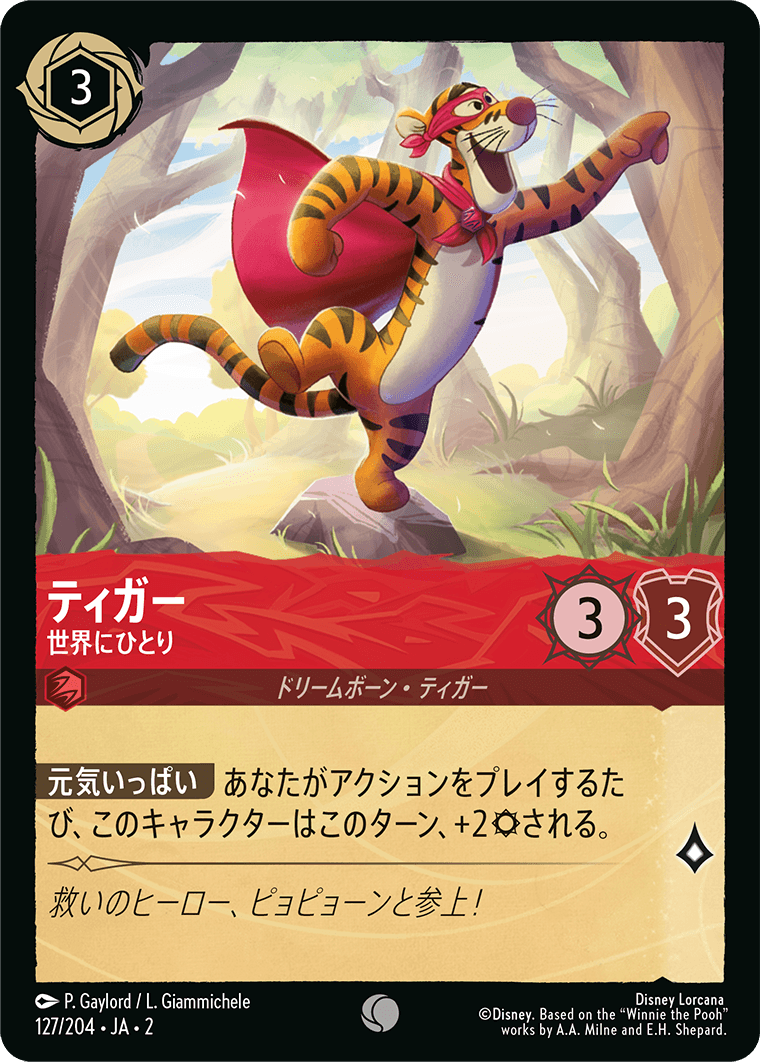 3
ティガー
世界にひとり
3
3
ドリームボーン・ティガー
元気いっぱい あなたがアクションをプレイするた
び、このキャラクターはこのターン、+2される。
救いのヒーロー、ピョピョーンと参上!
P. Gaylord / L. Giammichele
127/204 • JA • 2
Disney Lorcana
©Disney. Based on the “Winnie the Pooh”
works by A.A. Milne and E.H. Shepard.